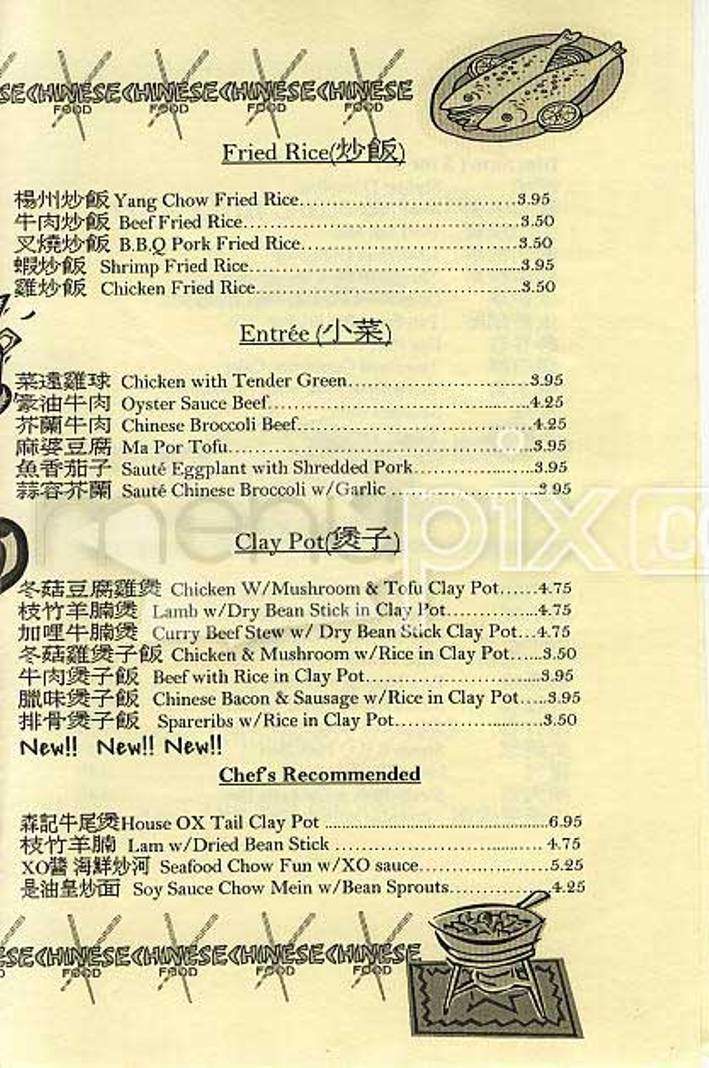 CHINESE CHINESE CHINESE CHINESE
FOOD FOOD FOOD
Fried Rice(炒飯)
楊州炒飯 Yang Chow Fried Rice.................................3.95
牛肉炒飯 Beef Fried Rice.................................3.50
叉燒炒飯 B.B.Q Pork Fried Rice.................................3.50
蝦炒飯 Shrimp Fried Rice.................................3.95
雞炒飯 Chicken Fried Rice.................................3.50
Entrée (小菜)
菜遠雞球 Chicken with Tender Green.........................3.95
豪油牛肉 Oyster Sauce Beef.................................4.25
芥蘭牛肉 Chinese Broccoli Beef.............................4.25
麻婆豆腐 Ma Por Tofu.................................3.95
魚香茄子 Sauté Eggplant with Shredded Pork.................3.95
蒜容芥蘭 Sauté Chinese Broccoli w/Garlic ..................3 95
menupix
Clay Pot(煲子)
冬菇豆腐雞煲 Chicken W/Mushroom & Tofu Clay Pot......4.75
枝竹羊腩煲 Lamb w/Dry Bean Stick in Clay Pot...............4.75
加哩牛腩煲 Curry Beef Stew w/ Dry Bean Stick Clay Pot...4.75
冬菇雞煲子飯 Chicken & Mushroom w/Rice in Clay Pot......3.50
牛肉煲子飯 Beef with Rice in Clay Pot.........................3.95
臘味煲子飯 Chinese Bacon & Sausage w/Rice in Clay Pot.....3.95
排骨煲子飯 Spareribs w/Rice in Clay Pot.....................3.50
New!! New!! New!!
Chef's Recommended
森記牛尾煲House OX Tail Clay Pot .................................6.95
枝竹羊腩 Lam w/Dried Bean Stick ............................. 4.75
XO醬 海鮮炒河 Seafood Chow Fun w/XO sauce.....................5.25
是油皇炒面 Soy Sauce Chow Mein w/Bean Sprouts...............4.25
CHINESE CHINESE CHINESE CHINESE
FOOD FOOD FOOD